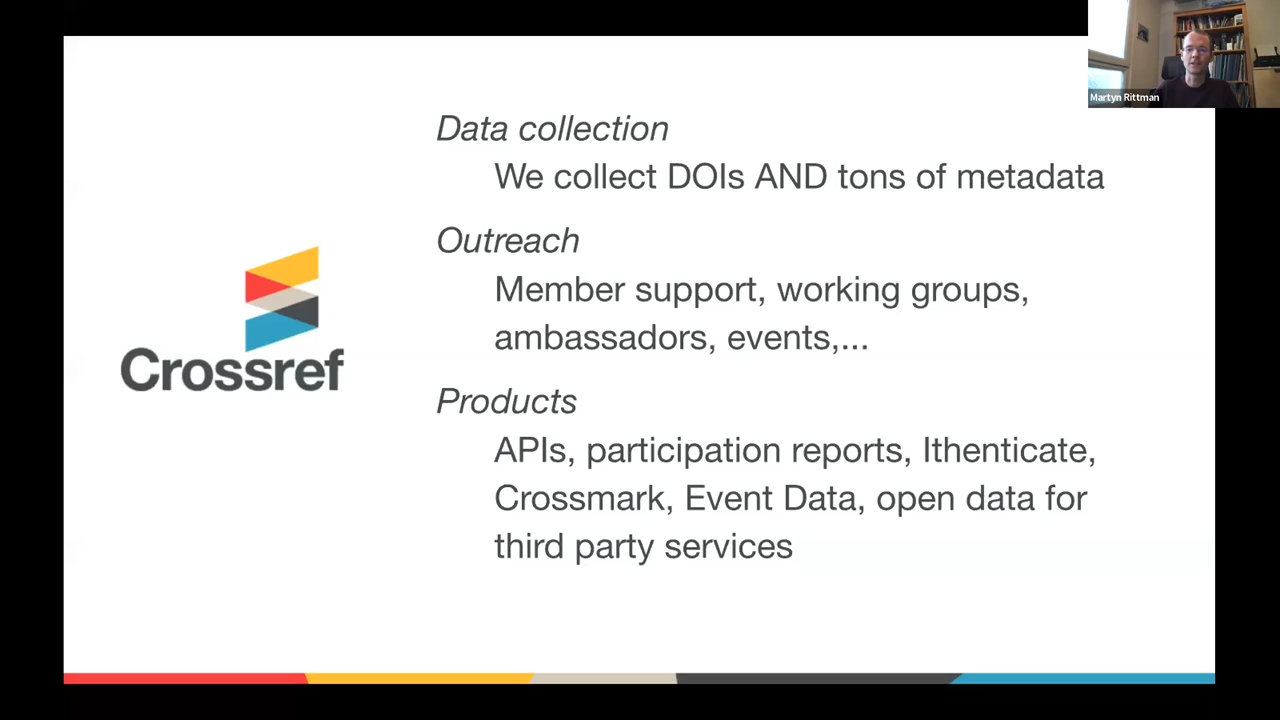 Martyn Rittman
Data collection
We collect DOIs AND tons of metadata
Outreach
Member support, working groups,
ambassadors, events,...
Products
APIs, participation reports, Ithenticate,
Crossmark, Event Data, open data for
third party services
Crossref